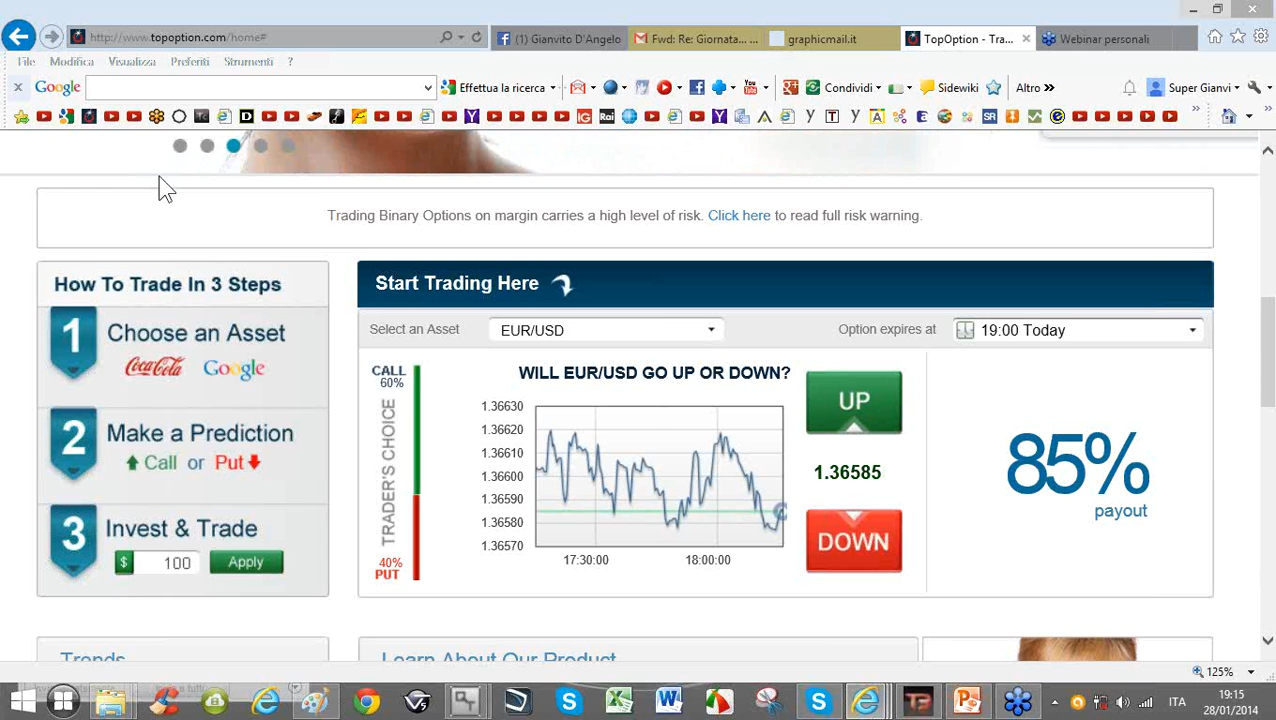 http://www.topoption.com/home#
(1) Gianvito D'Angelo
Fwd: Re: Giornata... ...
graphicmail.it
TopOption - Tra...
Webinar personali
File Modifica Visualizza Preferiti Strumenti ?
Google
Effettua la ricerca
Condividi
Sidewiki
Altro »
Super Gianvi
Trading Binary Options on margin carries a high level of risk. Click here to read full risk warning.
How To Trade In 3 Steps
1 Choose an Asset
Coca-Cola Google
2 Make a Prediction
Call or Put
3 Invest & Trade
$ 100 Apply
Start Trading Here
Select an Asset EUR/USD Option expires at 19:00 Today
CALL
60%
TRADER'S CHOICE
40%
PUT
WILL EUR/USD GO UP OR DOWN?
1.36630
1.36620
1.36610
1.36600
1.36590
1.36580
1.36570
17:30:00 18:00:00
UP
1.36585
DOWN
85%
payout
Trends
Learn About Our Product
125%
ITA
19:15
28/01/2014